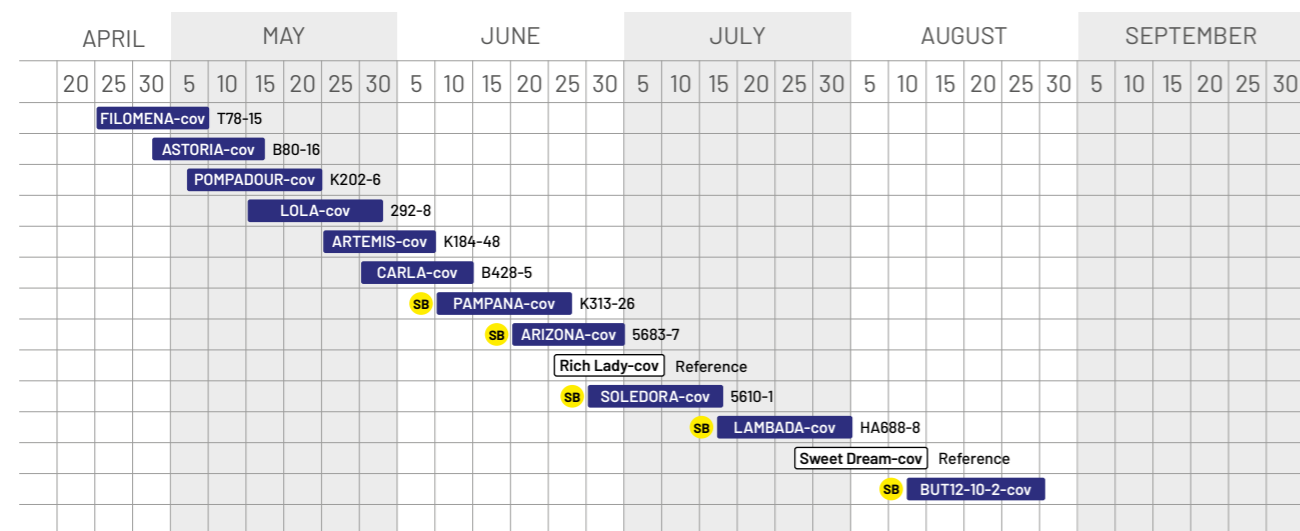 APRIL MAY JUNE JULY AUGUST SEPTEMBER
20 25 30 5 10 15 20 25 30 5 10 15 20 25 30 5 10 15 20 25 30 5 10 15 20 25 30 5 10 15 20 25 30
FILOMENA-cov T78-15
ASTORIA-cov B80-16
POMPADOUR-cov K202-6
LOLA-cov 292-8
ARTEMIS-cov K184-48
CARLA-cov B428-5
SB PAMPANA-cov K313-26
SB ARIZONA-cov 5683-7
Rich Lady-cov Reference
SB SOLEDORA-cov 5610-1
SB LAMBADA-cov HA688-8
Sweet Dream-cov Reference
SB BUT12-10-2-cov